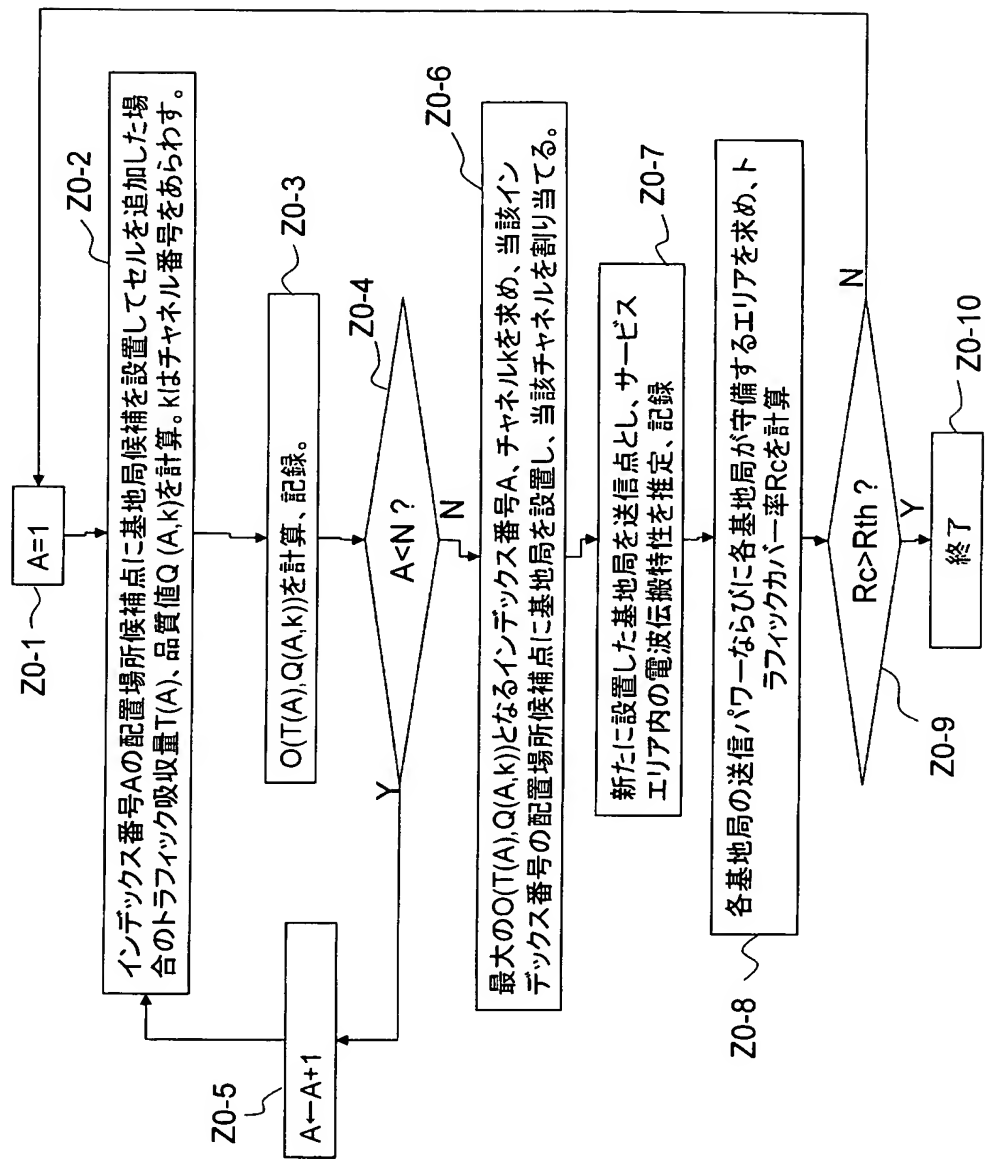 Z0-1
A=1
Z0-2
インデックス番号Aの配置場所候補点に基地局候補を設置してセルを追加した場
合のトラフィック吸収量T(A)、品質値Q (A,k)を計算。kはチャネル番号をあらわす。
Z0-3
O(T(A),Q(A,k))を計算、記録。
Z0-4
A<N ?
Y
N
Z0-5
A←A+1
Z0-6
最大のO(T(A),Q(A,k))となるインデックス番号A、チャネルkを求め、当該イン
デックス番号の配置場所候補点に基地局を設置し、当該チャネルを割り当てる。
Z0-7
新たに設置した基地局を送信点とし、サービス
エリア内の電波伝搬特性を推定、記録
Z0-8
各基地局の送信パワーならびに各基地局が守備するエリアを求め、ト
ラフィックカバー率Rcを計算
Z0-9
Rc>Rth ?
N
Y
Z0-10
終了